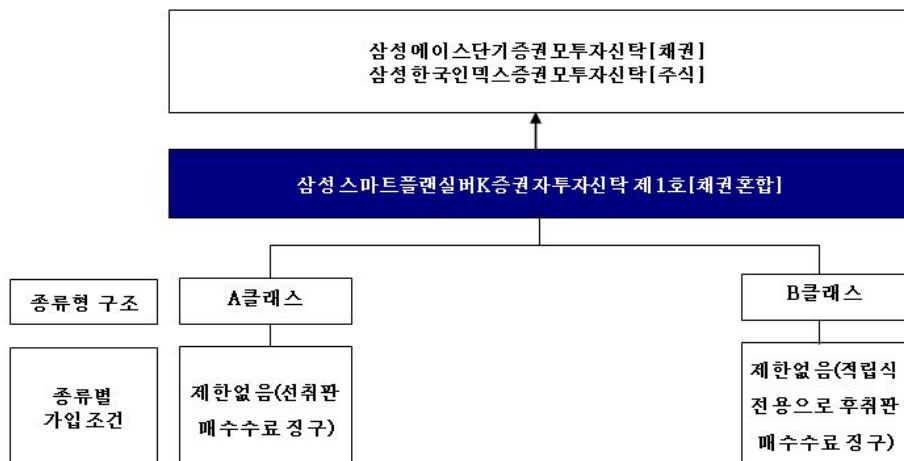 삼성에이스단기증권모투자신탁[채권]
삼성한국인덱스증권모투자신탁[주식]
삼성스마트플랜실버K증권자투자신탁 제1호[채권혼합]
종류형 구조
A클래스
B클래스
종류별
가입조건
제한없음(선취판
매수수료 징구)
제한없음(적립식
전용으로 후취판
매수수료 징구)